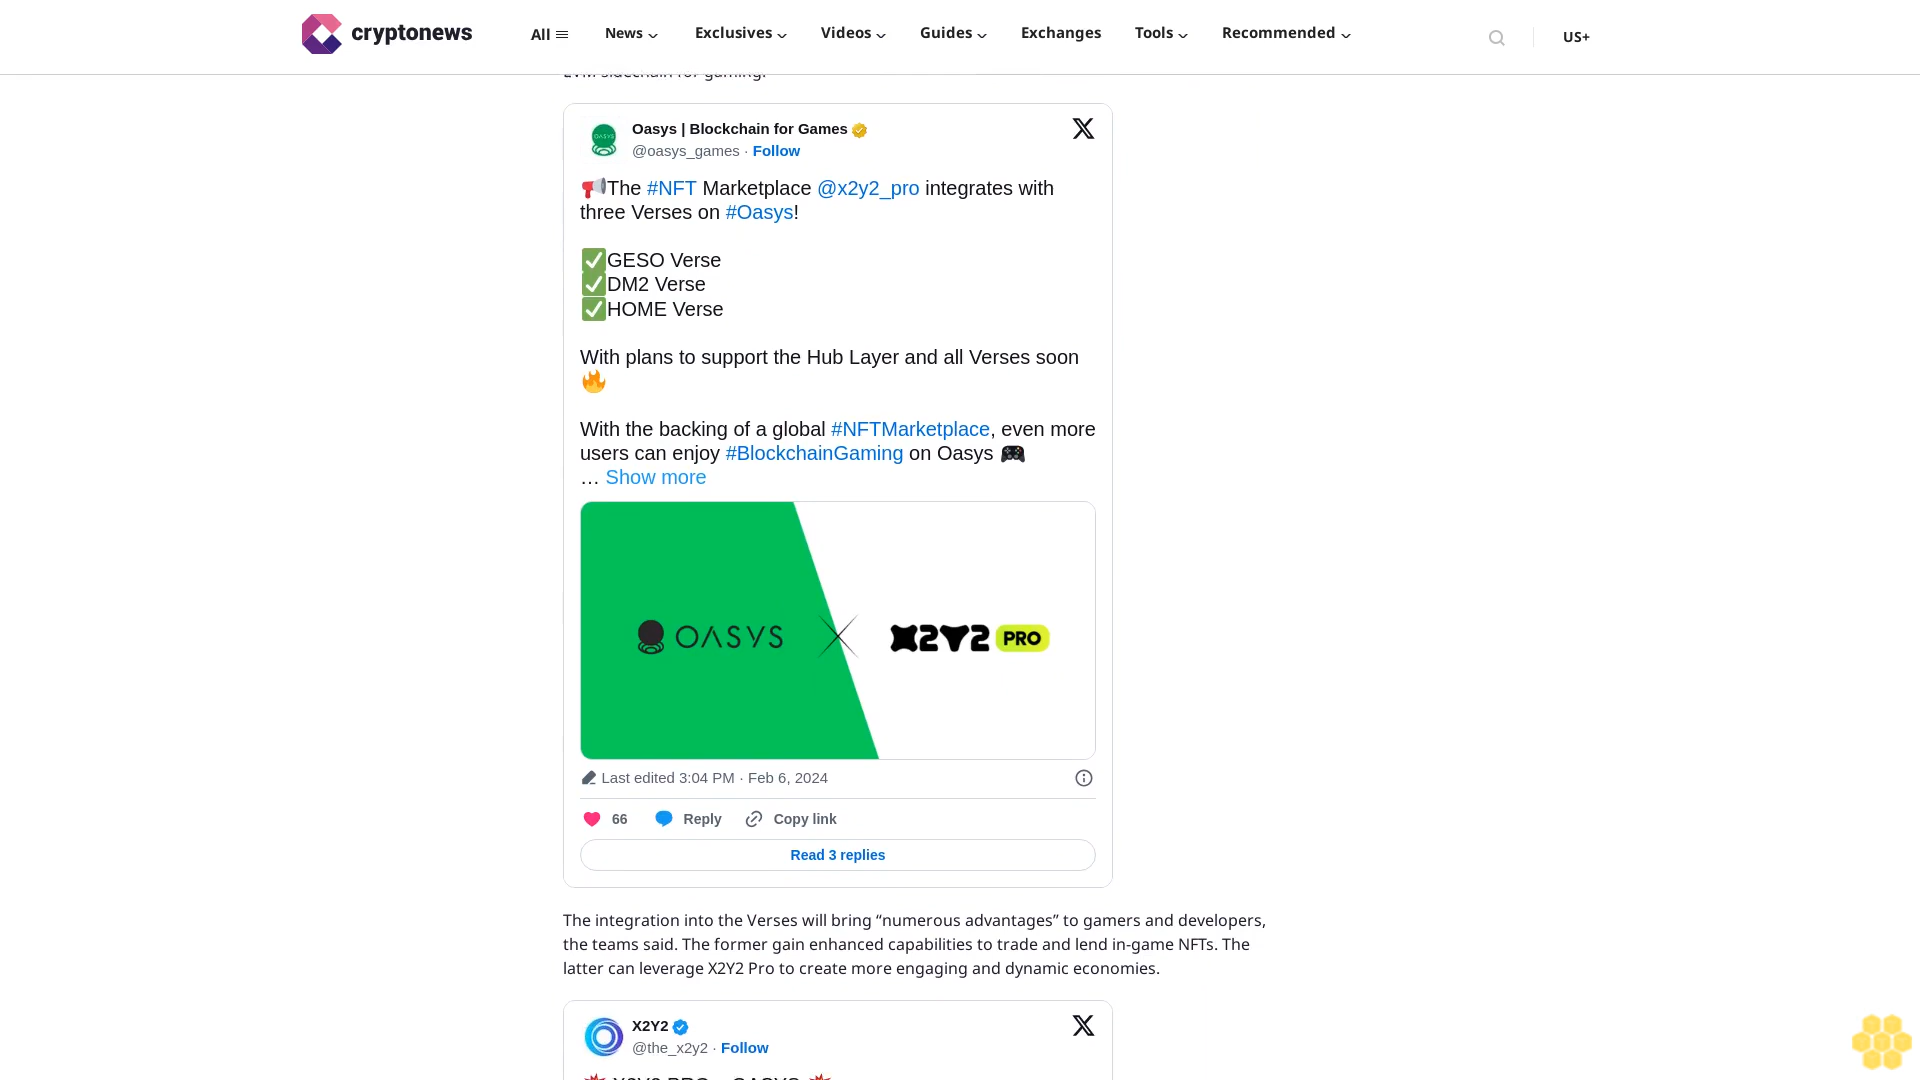 cryptonews
All
News
Exclusives
Videos
Guides
Exchanges
Tools
Recommended
US+
EVM sidechain for gaming.
Oasys | Blockchain for Games
@oasys_games · Follow
The #NFT Marketplace @x2y2_pro integrates with
three Verses on #Oasys!
GESO Verse
DM2 Verse
HOME Verse
With plans to support the Hub Layer and all Verses soon
With the backing of a global #NFTMarketplace, even more
users can enjoy #BlockchainGaming on Oasys
… Show more
OASYS
X2Y2 PRO
Last edited 3:04 PM · Feb 6, 2024
66
Reply
Copy link
Read 3 replies
The integration into the Verses will bring “numerous advantages” to gamers and developers,
the teams said. The former gain enhanced capabilities to trade and lend in-game NFTs. The
latter can leverage X2Y2 Pro to create more engaging and dynamic economies.
X2Y2
@the_x2y2 · Follow